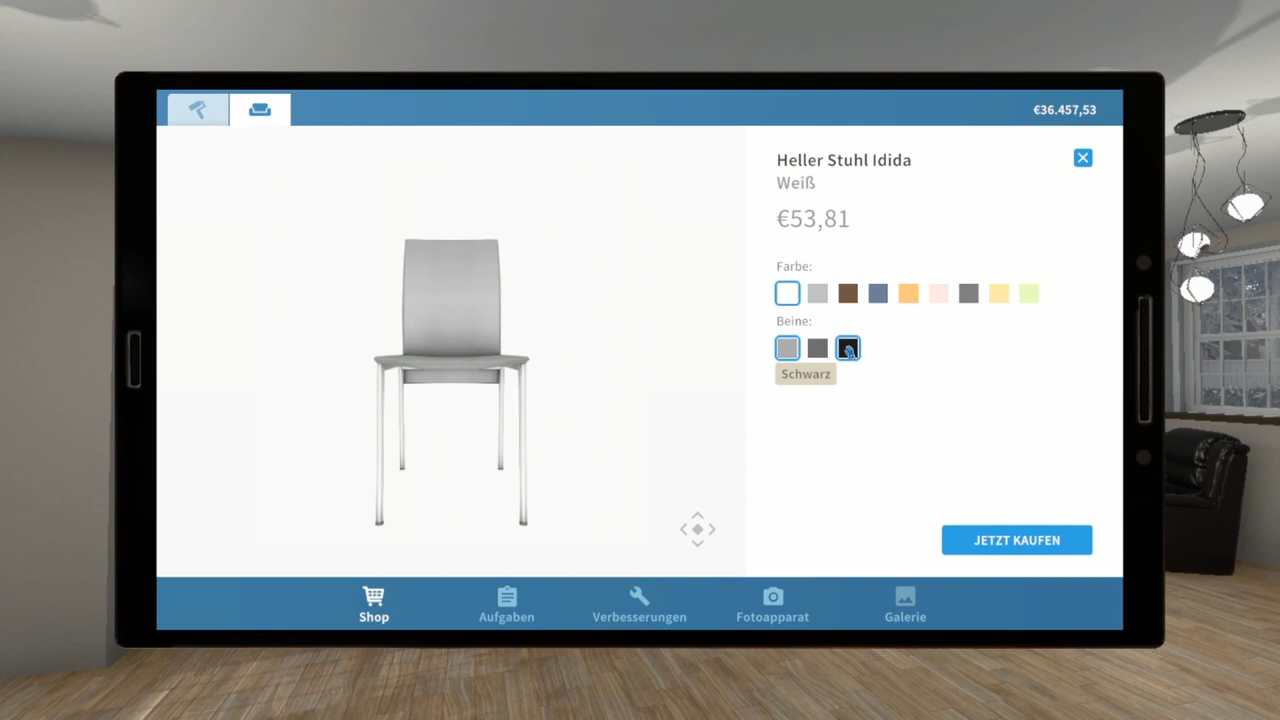 €36.457,53
Heller Stuhl Idida
Weiß
€53,81
Farbe:
Beine:
Schwarz
JETZT KAUFEN
Shop
Aufgaben
Verbesserungen
Fotoapparat
Galerie